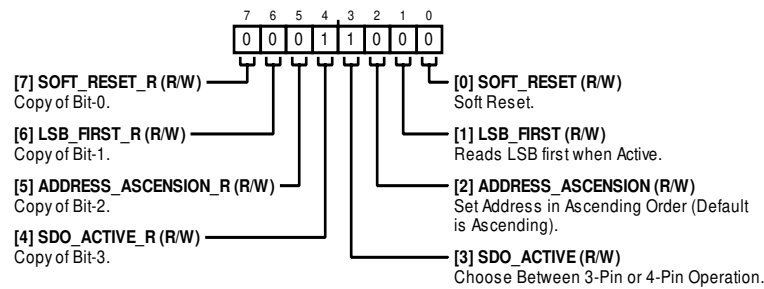 7 6 5 4 3 2 1 0
0 0 0 1 1 0 0 0
[7] SOFT_RESET_R (R/W)
Copy of Bit-0.
[6] LSB_FIRST_R (R/W)
Copy of Bit-1.
[5] ADDRESS_ASCENSION_R (R/W)
Copy of Bit-2.
[4] SDO_ACTIVE_R (R/W)
Copy of Bit-3.
[0] SOFT_RESET (R/W)
Soft Reset.
[1] LSB_FIRST (R/W)
Reads LSB first when Active.
[2] ADDRESS_ASCENSION (R/W)
Set Address in Ascending Order (Default
is Ascending).
[3] SDO_ACTIVE (R/W)
Choose Between 3-Pin or 4-Pin Operation.